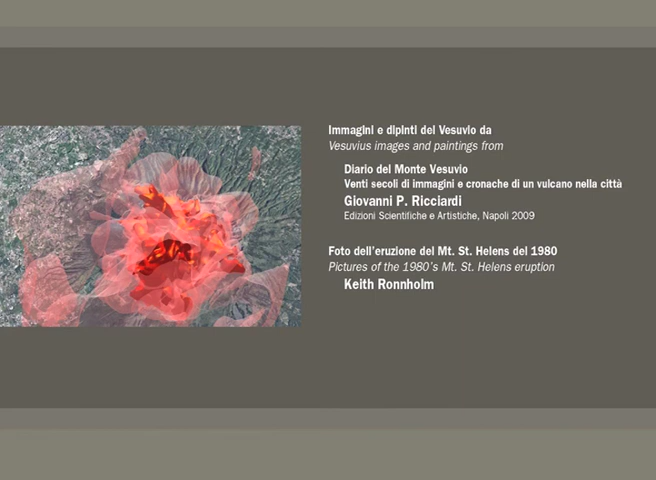 Immagini e dipinti del Vesuvio da
Vesuvius images and paintings from
Diario del Monte Vesuvio
Venti secoli di immagini e cronache di un vulcano nella città
Giovanni P. Ricciardi
Edizioni Scientifiche e Artistiche, Napoli 2009
Foto dell'eruzione del Mt. St. Helens del 1980
Pictures of the 1980's Mt. St. Helens eruption
Keith Ronnholm